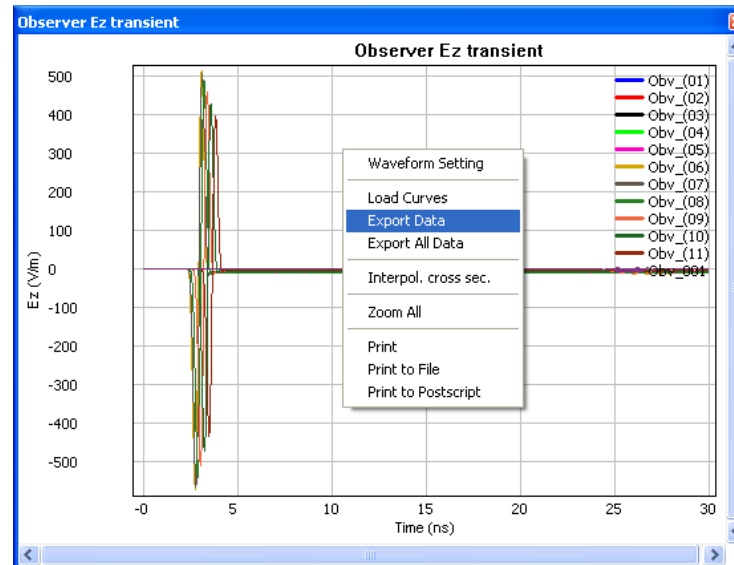 Observer Ez transient
Observer Ez transient
500
400
300
200
100
0
-100
-200
-300
-400
-500
Ez (V/m)
Obv_(01)
Obv_(02)
Obv_(03)
Obv_(04)
Obv_(05)
Obv_(06)
Obv_(07)
Obv_(08)
Obv_(09)
Obv_(10)
Obv_(11)
Obv_001
Waveform Setting
Load Curves
Export Data
Export All Data
Interpol. cross sec.
Zoom All
Print
Print to File
Print to Postscript
-0 5 10 15 20 25 30
Time (ns)